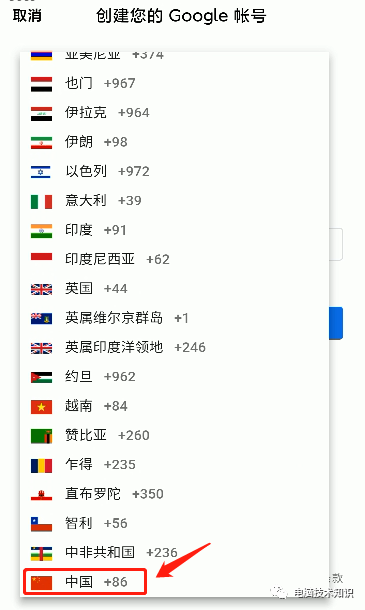 取消 创建您的 Google 帐号
亚美尼亚 +374
也门 +967
伊拉克 +964
伊朗 +98
以色列 +972
意大利 +39
印度 +91
印度尼西亚 +62
英国 +44
英属维尔京群岛 +1
英属印度洋领地 +246
约旦 +962
越南 +84
赞比亚 +260
乍得 +235
直布罗陀 +350
智利 +56
中非共和国 +236
中国 +86
款
电脑技术知识